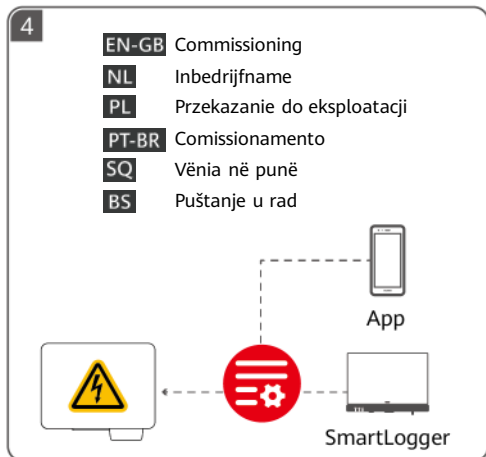 4
EN-GB Commissioning
NL Inbedrijfname
PL Przekazanie do eksploatacji
PT-BR Comissionamento
SQ Vënia në punë
BS Puštanje u rad
App
SmartLogger